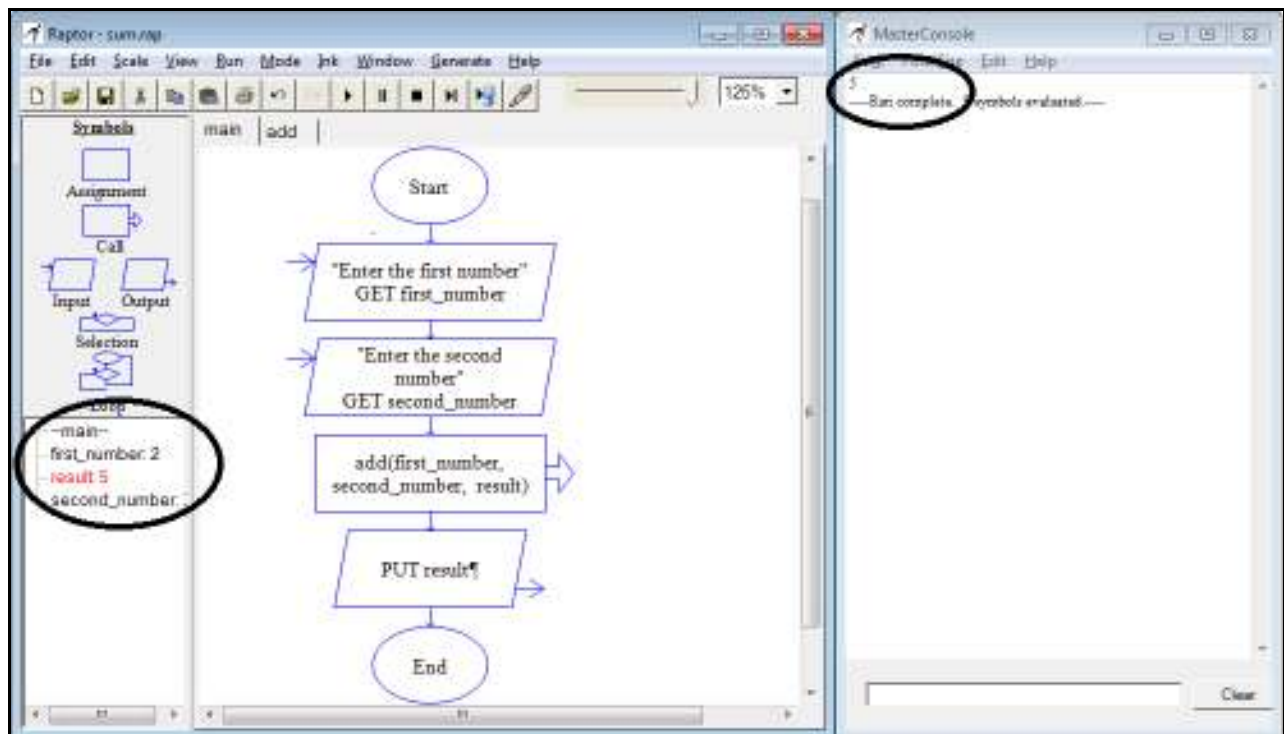 Raptor - sum.rap
File Edit Scale View Run Mode Ink Window Generate Help
125%
Symbols
Assignment
Call
Input Output
Selection
Loop
--main--
first_number: 2
result: 5
second_number:
main add
Start
"Enter the first number"
GET first_number
"Enter the second
number"
GET second_number
add(first_number,
second_number, result)
PUT result¶
End
MasterConsole
Edit Help
5
----Run complete. symbols evaluated.----
Clear